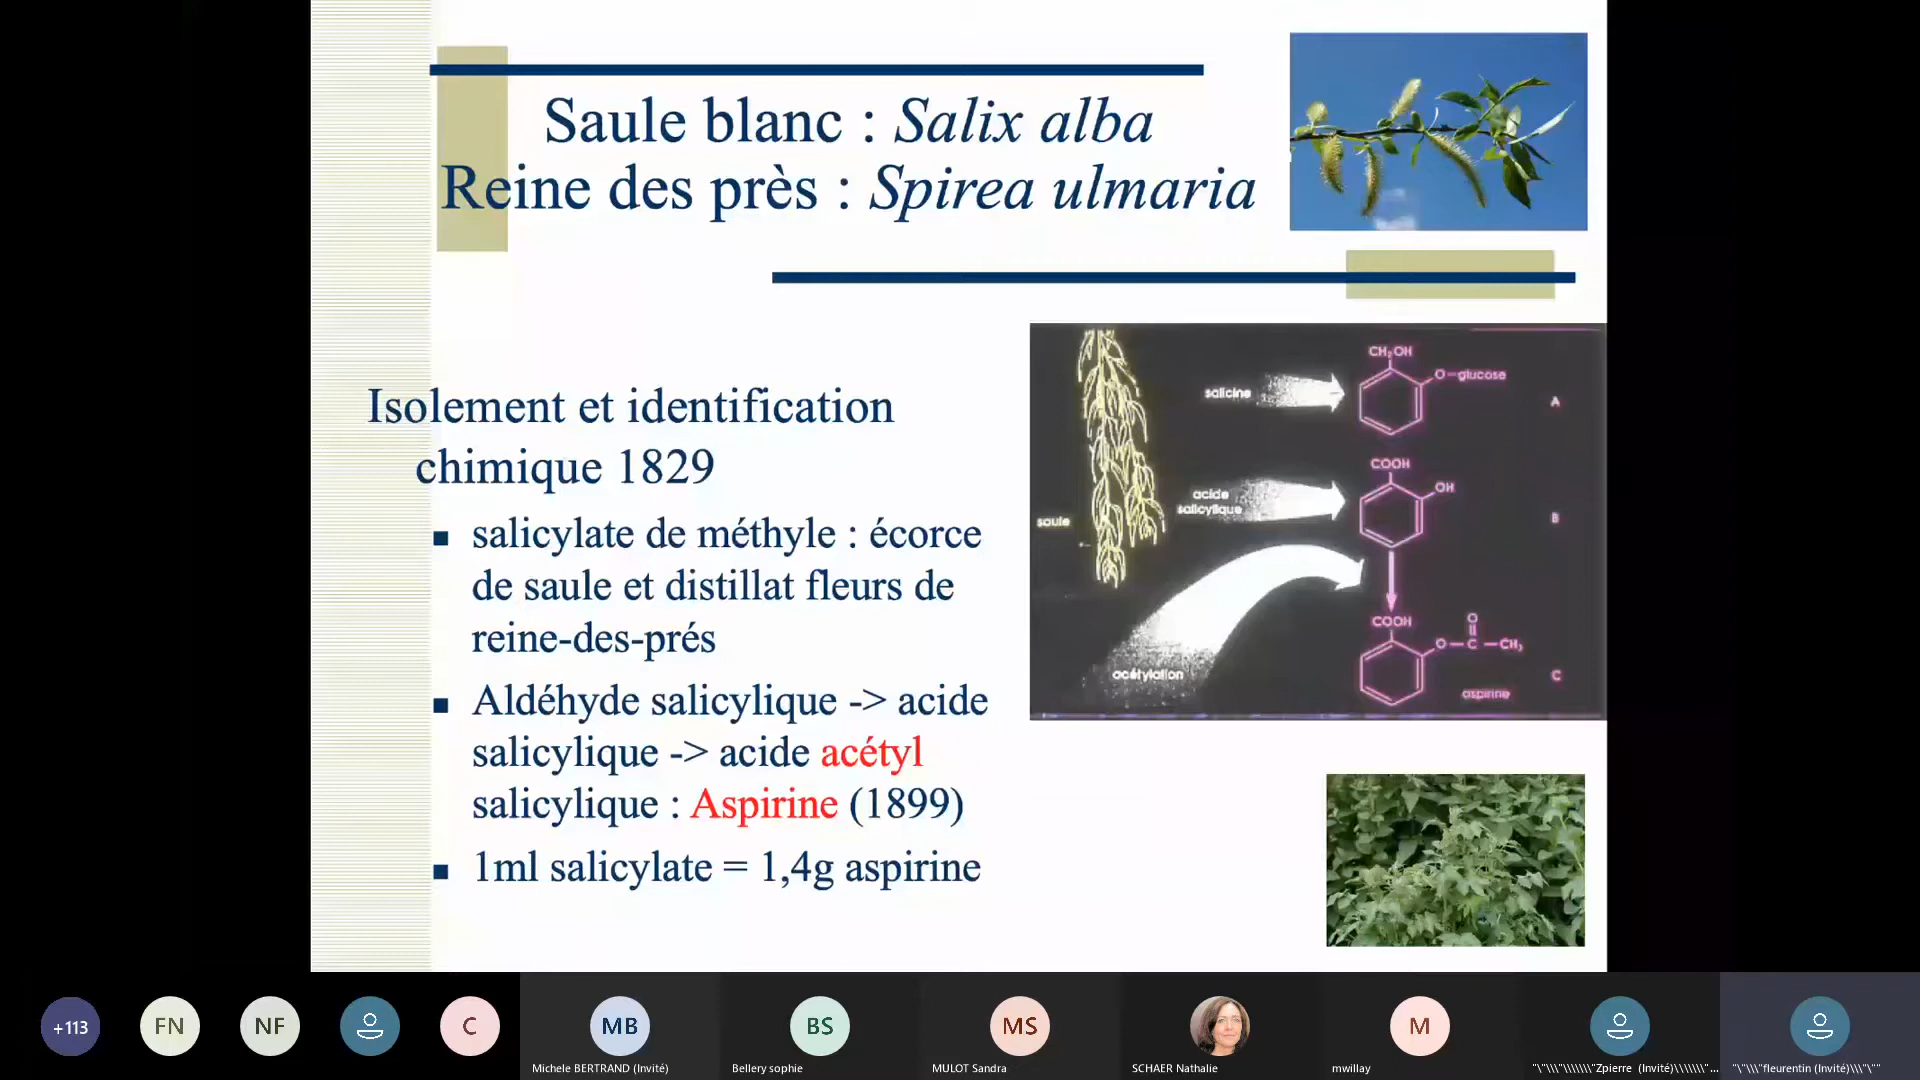 Saule blanc : Salix alba
Reine des près : Spirea ulmaria
Isolement et identification
chimique 1829
■ salicylate de méthyle : écorce
de saule et distillat fleurs de
reine-des-prés
■ Aldéhyde salicylique -> acide
salicylique -> acide acétyl
salicylique : Aspirine (1899)
■ 1ml salicylate = 1,4g aspirine
CH₂OH
salicine
O-glucose
A
COOH
OH
acide
salicylique
B
saule
COOH
O
O-C-CH₃
acétylation
C
aspirine
+113
FN
NF
C
MB
BS
MS
M
Michele BERTRAND (Invité)
Bellery sophie
MULOT Sandra
SCHAER Nathalie
mwillay
"\"\\\"\\\\\\\"Zpierre (Invité)\\\\\\\"...
"\"\\\"fleurentin (Invité)\\\"\""